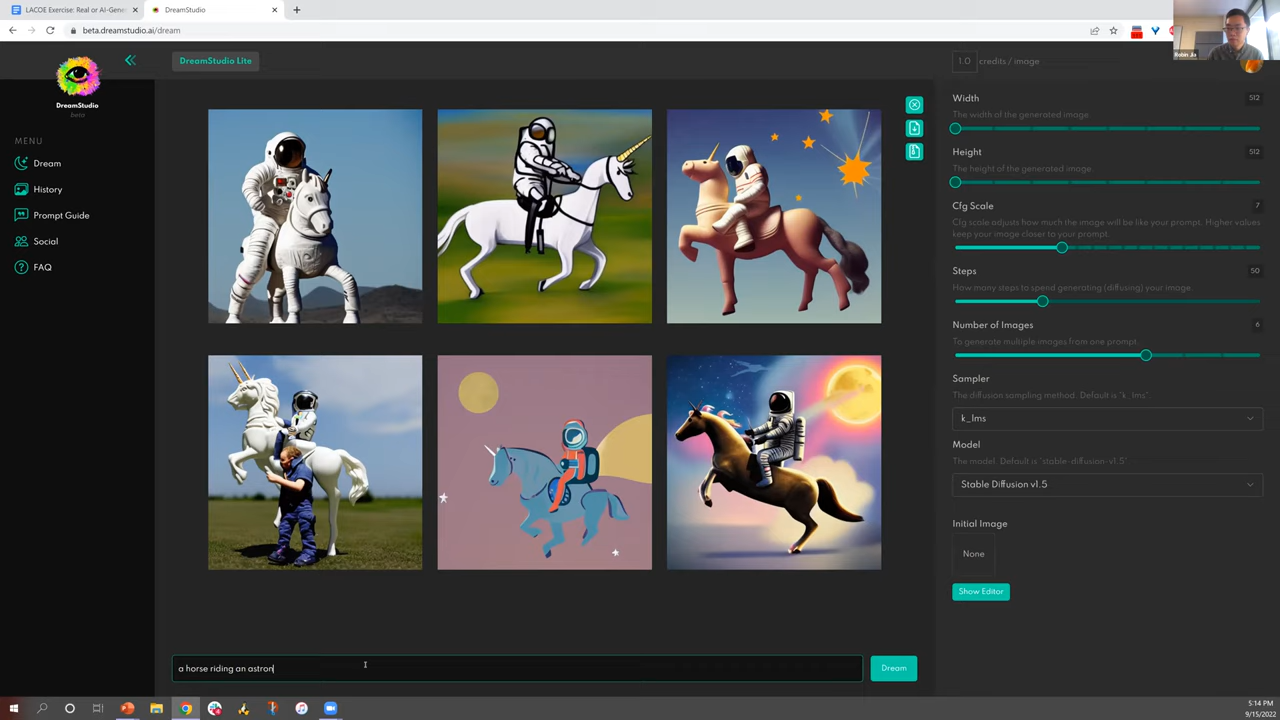 LACOE Exercise: Real or AI-Gene
DreamStudio
beta.dreamstudio.ai/dream
Robin Jia
DreamStudio
beta
DreamStudio Lite
1.0 credits / image
MENU
Dream
History
Prompt Guide
Social
FAQ
Width
512
The width of the generated image.
Height
512
The height of the generated image.
Cfg Scale
7
Cfg scale adjusts how much the image will be like your prompt. Higher values
keep your image closer to your prompt.
Steps
50
How many steps to spend generating (diffusing) your image.
Number of Images
6
To generate multiple images from one prompt.
Sampler
The diffusion sampling method. Default is "k_lms".
k_lms
Model
The model. Default is "stable-diffusion-v1.5"
Stable Diffusion v1.5
Initial Image
None
Show Editor
a horse riding an astron
Dream
5:14 PM
9/15/2022